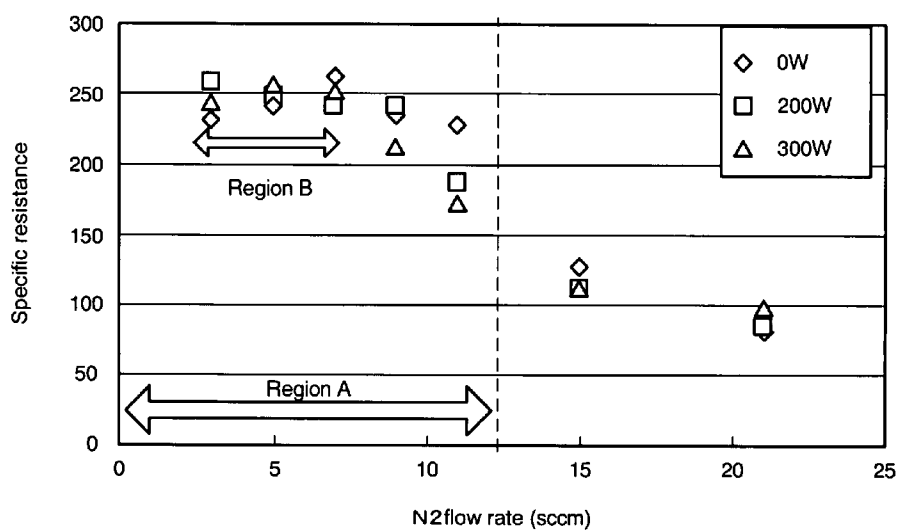 300
250
200
150
100
50
0
Specific resistance
0W
200W
300W
Region B
Region A
0 5 10 15 20 25
N2flow rate (sccm)